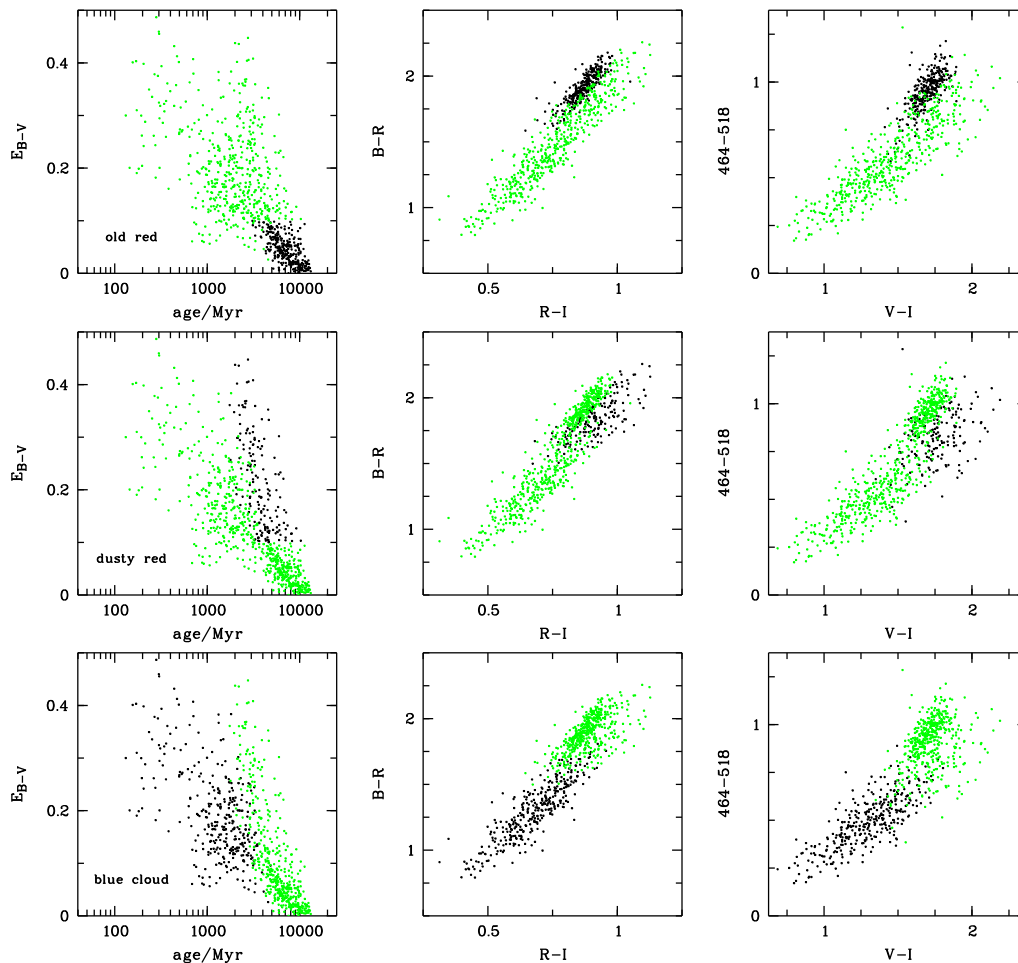 0.4
0.2
0
E_B−V
old red
100 1000 10000
age/Myr
2
1
B−R
0.5 1
R−I
1
0
464−518
1 2
V−I
0.4
0.2
0
E_B−V
dusty red
100 1000 10000
age/Myr
2
1
B−R
0.5 1
R−I
1
0
464−518
1 2
V−I
0.4
0.2
0
E_B−V
blue cloud
100 1000 10000
age/Myr
2
1
B−R
0.5 1
R−I
1
0
464−518
1 2
V−I